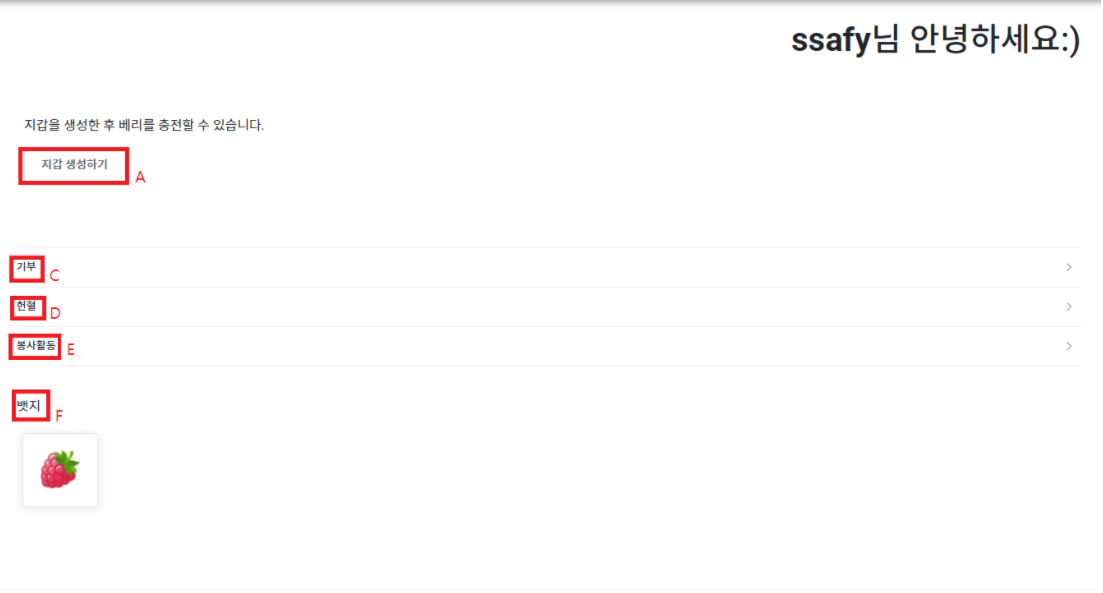 ssafy님 안녕하세요:)
지갑을 생성한 후 베리를 충전할 수 있습니다.
지갑 생성하기 A
기부 C
헌혈 D
봉사활동 E
뱃지 F